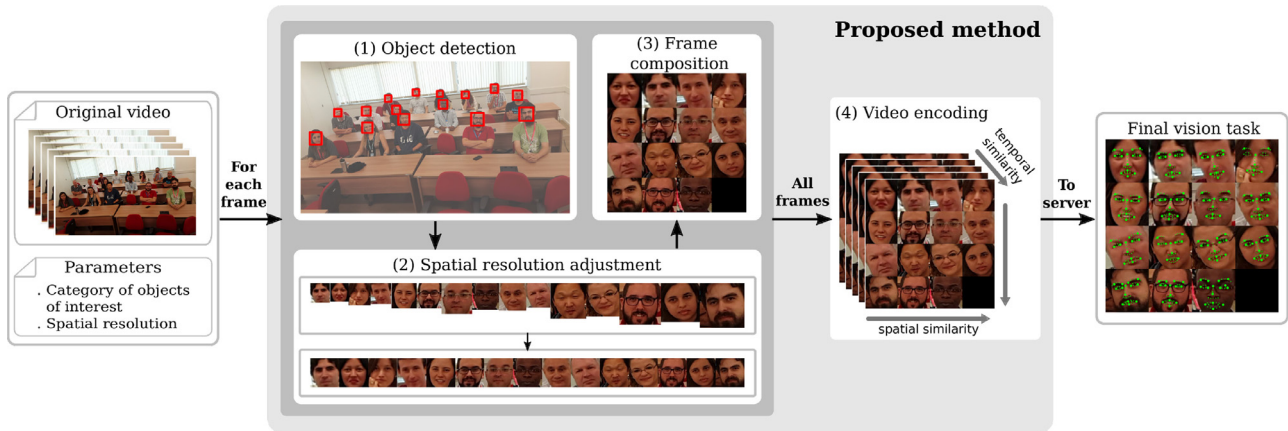 Original video
Parameters
. Category of objects
of interest
. Spatial resolution
For
each
frame
Proposed method
(1) Object detection
(2) Spatial resolution adjustment
(3) Frame
composition
All
frames
(4) Video encoding
temporal
similarity
spatial similarity
To
server
Final vision task